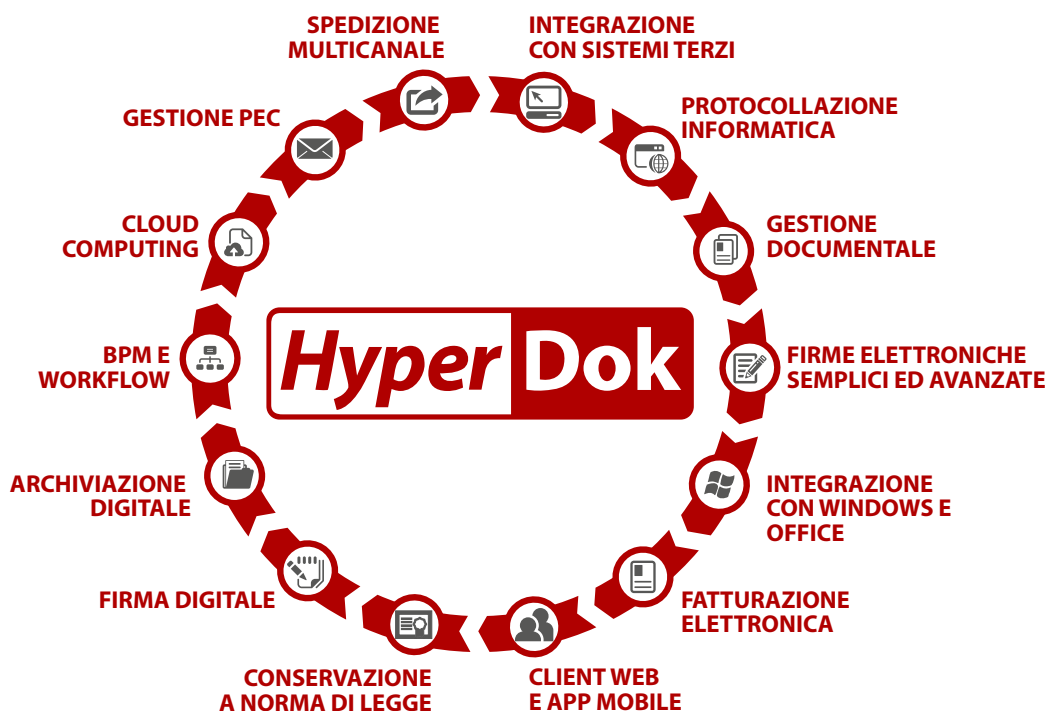 SPEDIZIONE
MULTICANALE
INTEGRAZIONE
CON SISTEMI TERZI
PROTOCOLLAZIONE
INFORMATICA
GESTIONE
DOCUMENTALE
FIRME ELETTRONICHE
SEMPLICI ED AVANZATE
INTEGRAZIONE
CON WINDOWS E
OFFICE
FATTURAZIONE
ELETTRONICA
CLIENT WEB
E APP MOBILE
CONSERVAZIONE
A NORMA DI LEGGE
FIRMA DIGITALE
ARCHIVIAZIONE
DIGITALE
BPM E
WORKFLOW
CLOUD
COMPUTING
GESTIONE PEC
Hyper Dok